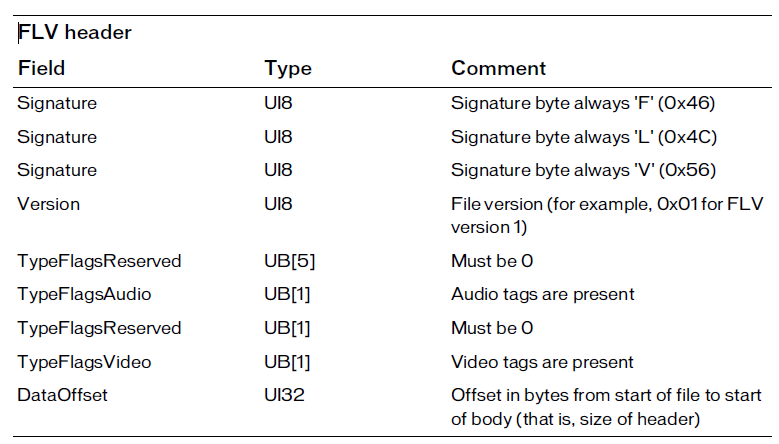 FLV header
Field Type Comment
Signature UI8 Signature byte always 'F' (0x46)
Signature UI8 Signature byte always 'L' (0x4C)
Signature UI8 Signature byte always 'V' (0x56)
Version UI8 File version (for example, 0x01 for FLV
version 1)
TypeFlagsReserved UB[5] Must be 0
TypeFlagsAudio UB[1] Audio tags are present
TypeFlagsReserved UB[1] Must be 0
TypeFlagsVideo UB[1] Video tags are present
DataOffset UI32 Offset in bytes from start of file to start
of body (that is, size of header)